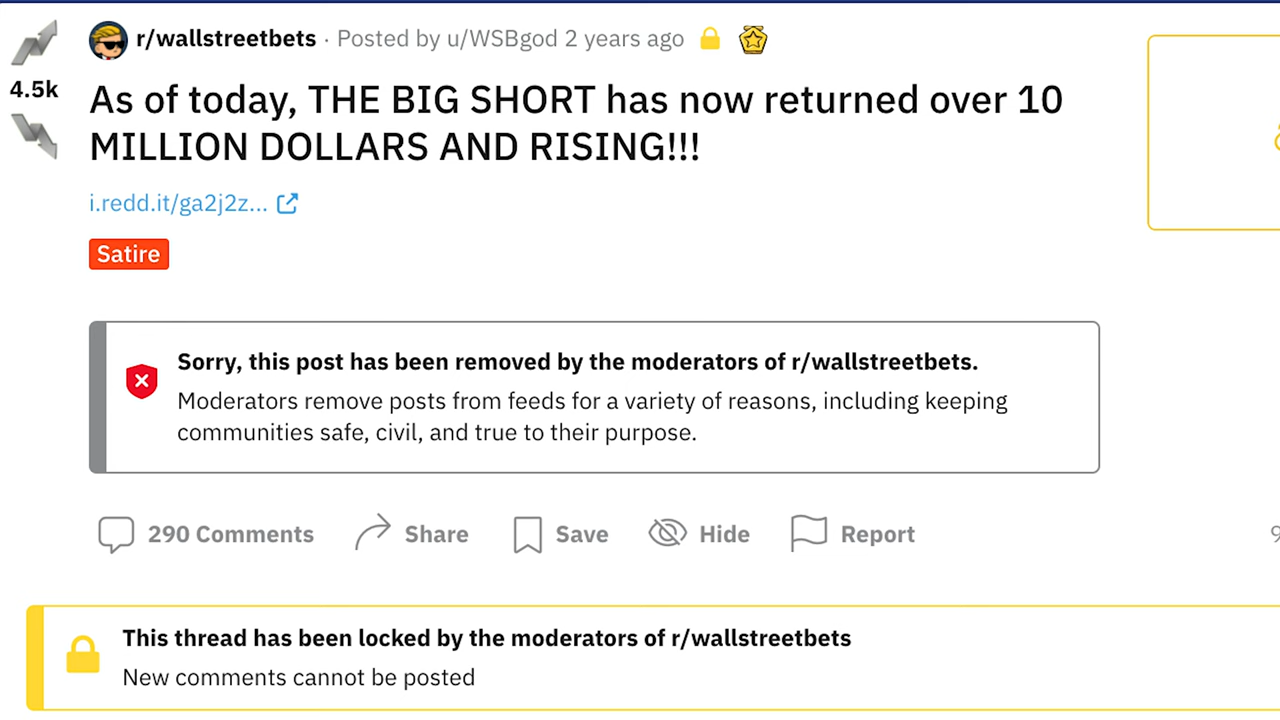 r/wallstreetbets · Posted by u/WSBgod 2 years ago
4.5k
As of today, THE BIG SHORT has now returned over 10
MILLION DOLLARS AND RISING!!!
i.redd.it/ga2j2z...
Satire
Sorry, this post has been removed by the moderators of r/wallstreetbets.
Moderators remove posts from feeds for a variety of reasons, including keeping
communities safe, civil, and true to their purpose.
290 Comments Share Save Hide Report
This thread has been locked by the moderators of r/wallstreetbets
New comments cannot be posted